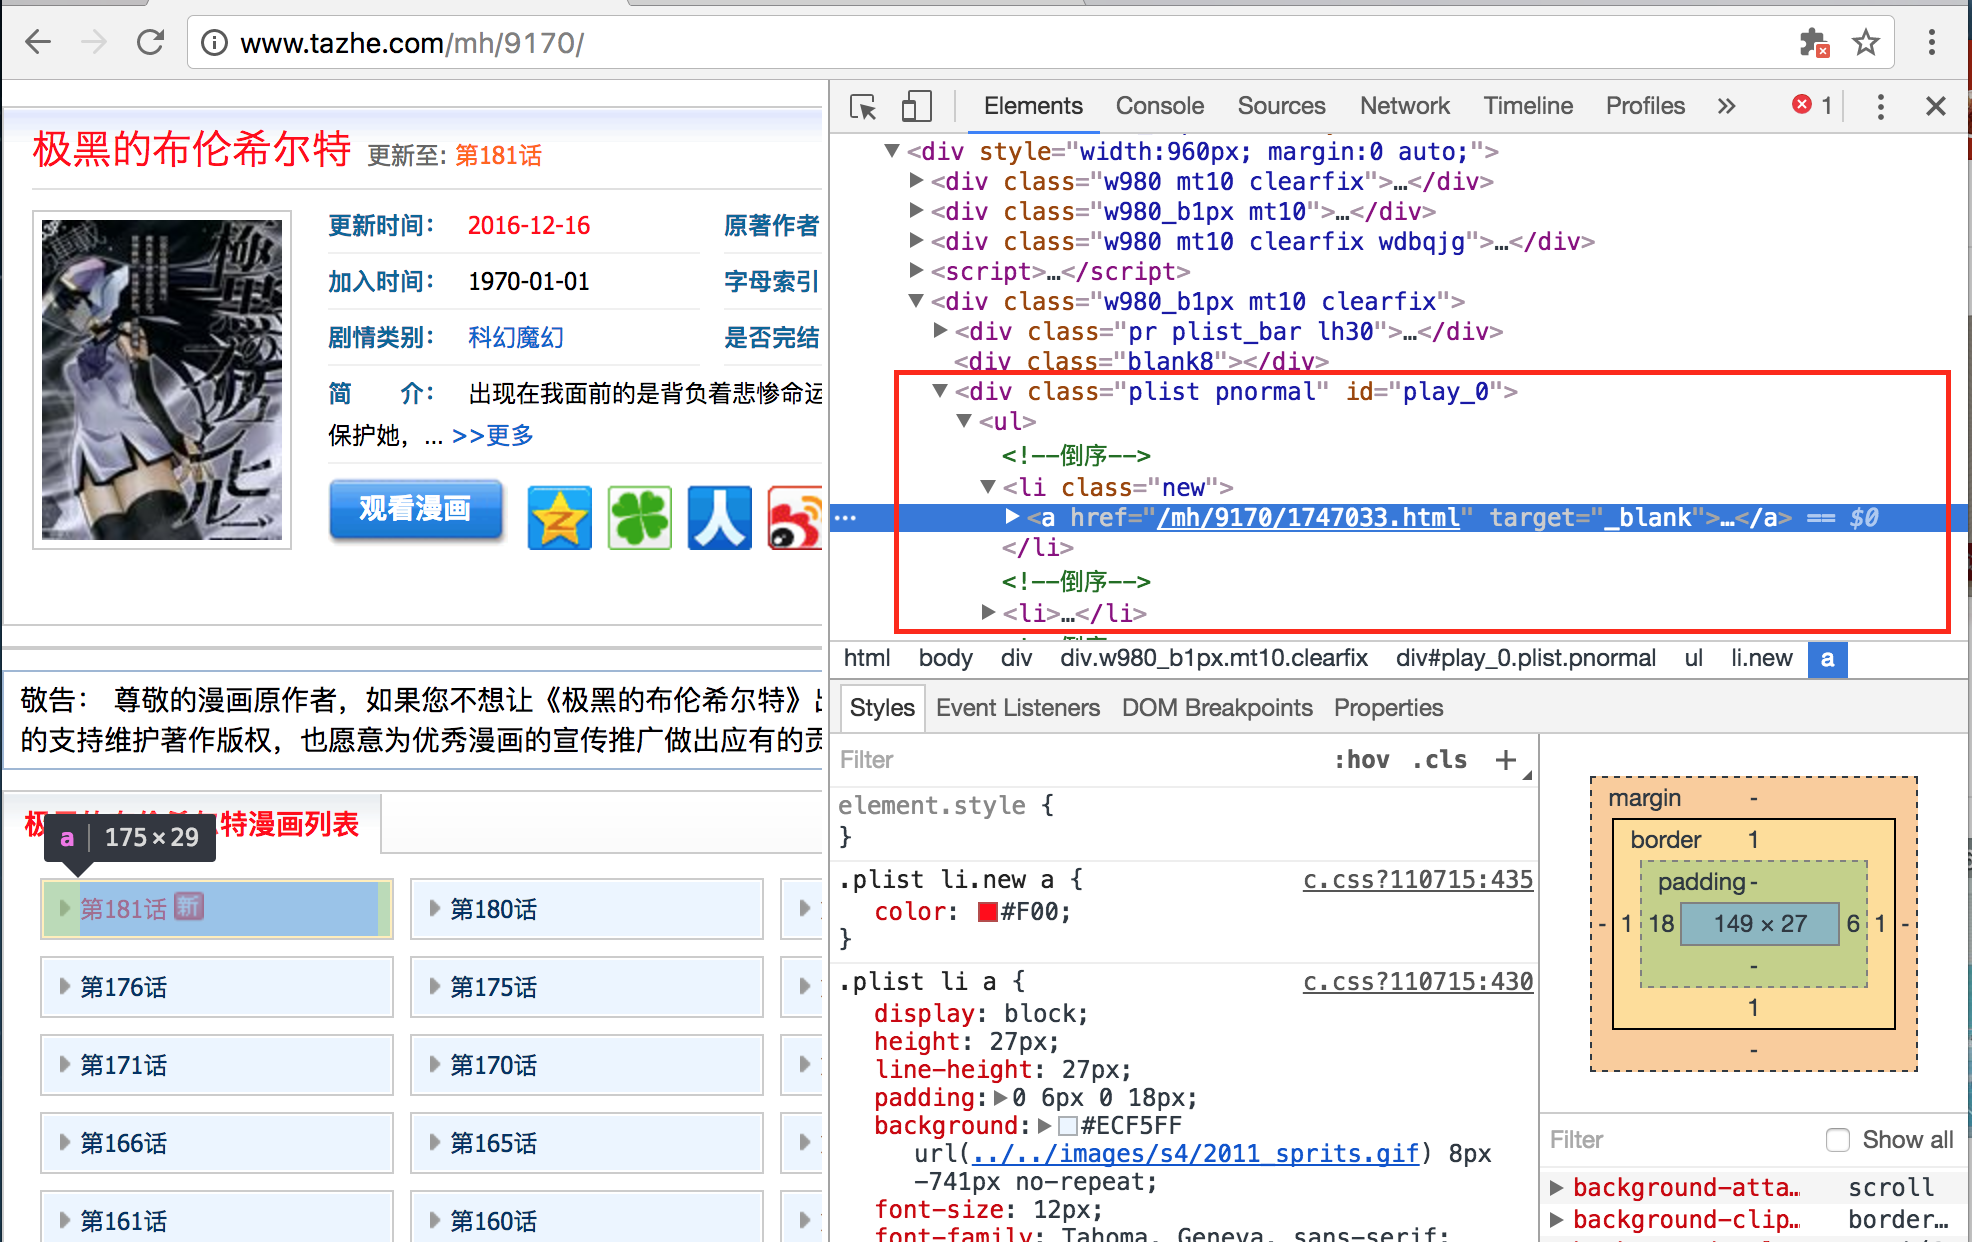 www.tazhe.com/mh/9170/
极黑的布伦希尔特 更新至: 第181话
更新时间： 2016-12-16 原著作者
加入时间： 1970-01-01 字母索引
剧情类别： 科幻魔幻 是否完结
简 介： 出现在我面前的是背负着悲惨命运
保护她，... >>更多
观看漫画
敬告： 尊敬的漫画原作者，如果您不想让《极黑的布伦希尔特》出
的支持维护著作版权，也愿意为优秀漫画的宣传推广做出应有的贡
极黑的布伦希尔特漫画列表
a 175×29
第181话 新 第180话
第176话 第175话
第171话 第170话
第166话 第165话
第161话 第160话
Elements Console Sources Network Timeline Profiles » 1
▼<div style="width:960px; margin:0 auto;">
▶<div class="w980 mt10 clearfix">…</div>
▶<div class="w980_b1px mt10">…</div>
▶<div class="w980 mt10 clearfix wdbqjg">…</div>
▶<script>…</script>
▼<div class="w980_b1px mt10 clearfix">
▶<div class="pr plist_bar lh30">…</div>
<div class="blank8"></div>
▼<div class="plist pnormal" id="play_0">
▼<ul>
<!--倒序-->
▼<li class="new">
… ▶<a href="/mh/9170/1747033.html" target="_blank">…</a> == $0
</li>
<!--倒序-->
▶<li>…</li>
html body div div.w980_b1px.mt10.clearfix div#play_0.plist.pnormal ul li.new a
Styles Event Listeners DOM Breakpoints Properties
Filter :hov .cls +
element.style {
}
.plist li.new a { c.css?110715:435
color: #F00;
}
.plist li a { c.css?110715:430
display: block;
height: 27px;
line-height: 27px;
padding:▶0 6px 0 18px;
background:▶#ECF5FF
url(../../images/s4/2011_sprits.gif) 8px
-741px no-repeat;
font-size: 12px;
font-family: Tahoma, Geneva, sans-serif;
margin -
border 1
padding -
- 1 18 149 × 27 6 1 -
-
1
-
Filter Show all
▶background-atta… scroll
▶background-clip… border…